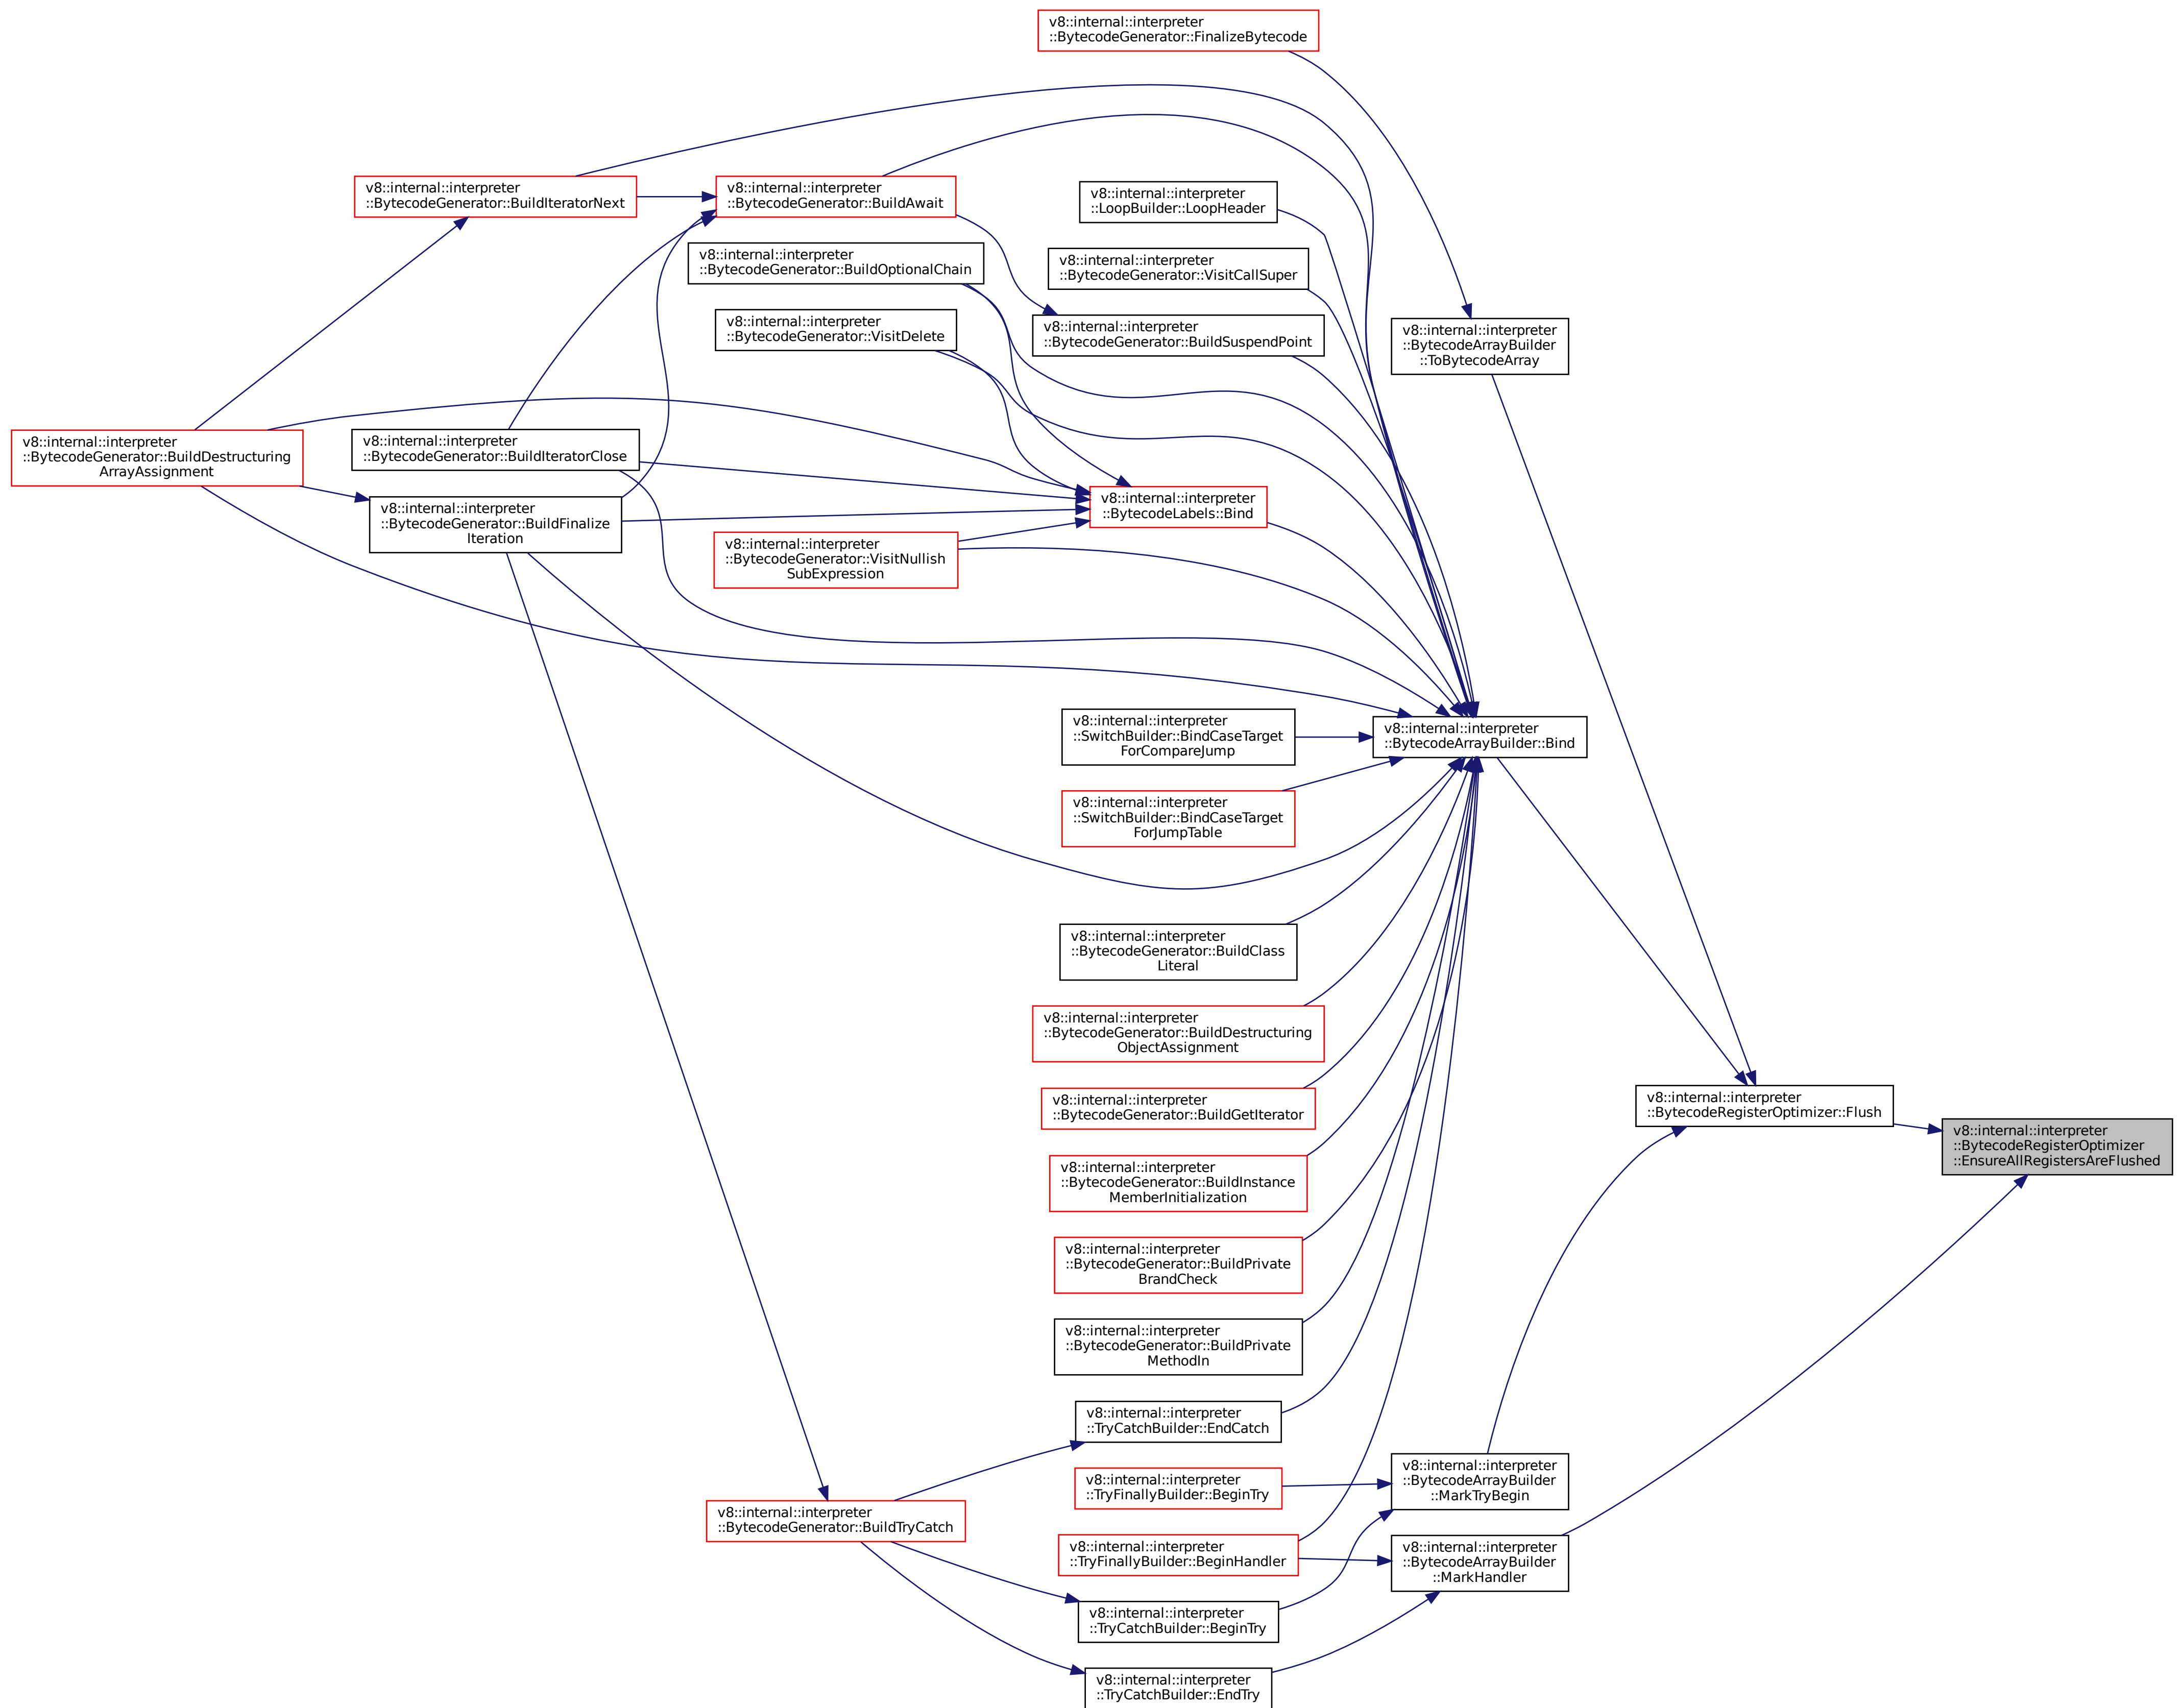 v8::internal::interpreter
::BytecodeGenerator::FinalizeBytecode
v8::internal::interpreter
::BytecodeGenerator::BuildIteratorNext
v8::internal::interpreter
::BytecodeGenerator::BuildAwait
v8::internal::interpreter
::LoopBuilder::LoopHeader
v8::internal::interpreter
::BytecodeGenerator::BuildOptionalChain
v8::internal::interpreter
::BytecodeGenerator::VisitCallSuper
v8::internal::interpreter
::BytecodeGenerator::VisitDelete
v8::internal::interpreter
::BytecodeGenerator::BuildSuspendPoint
v8::internal::interpreter
::BytecodeArrayBuilder
::ToBytecodeArray
v8::internal::interpreter
::BytecodeGenerator::BuildDestructuring
ArrayAssignment
v8::internal::interpreter
::BytecodeGenerator::BuildIteratorClose
v8::internal::interpreter
::BytecodeGenerator::BuildFinalize
Iteration
v8::internal::interpreter
::BytecodeLabels::Bind
v8::internal::interpreter
::BytecodeGenerator::VisitNullish
SubExpression
v8::internal::interpreter
::SwitchBuilder::BindCaseTarget
ForCompareJump
v8::internal::interpreter
::BytecodeArrayBuilder::Bind
v8::internal::interpreter
::SwitchBuilder::BindCaseTarget
ForJumpTable
v8::internal::interpreter
::BytecodeGenerator::BuildClass
Literal
v8::internal::interpreter
::BytecodeGenerator::BuildDestructuring
ObjectAssignment
v8::internal::interpreter
::BytecodeGenerator::BuildGetIterator
v8::internal::interpreter
::BytecodeRegisterOptimizer::Flush
v8::internal::interpreter
::BytecodeRegisterOptimizer
::EnsureAllRegistersAreFlushed
v8::internal::interpreter
::BytecodeGenerator::BuildInstance
MemberInitialization
v8::internal::interpreter
::BytecodeGenerator::BuildPrivate
BrandCheck
v8::internal::interpreter
::BytecodeGenerator::BuildPrivate
MethodIn
v8::internal::interpreter
::TryCatchBuilder::EndCatch
v8::internal::interpreter
::TryFinallyBuilder::BeginTry
v8::internal::interpreter
::BytecodeArrayBuilder
::MarkTryBegin
v8::internal::interpreter
::BytecodeGenerator::BuildTryCatch
v8::internal::interpreter
::TryFinallyBuilder::BeginHandler
v8::internal::interpreter
::BytecodeArrayBuilder
::MarkHandler
v8::internal::interpreter
::TryCatchBuilder::BeginTry
v8::internal::interpreter
::TryCatchBuilder::EndTry